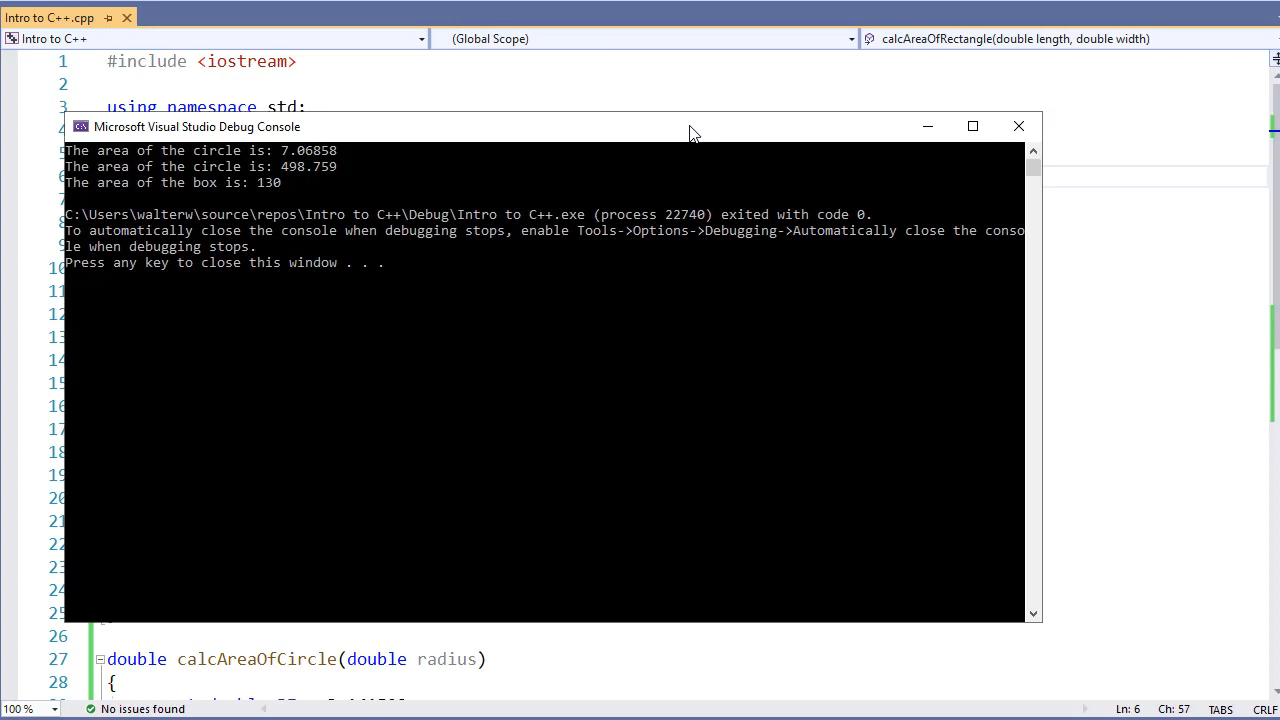 Intro to C++.cpp
Intro to C++ (Global Scope) calcAreaOfRectangle(double length, double width)
1 #include <iostream>
2
3 using namespace std;
Microsoft Visual Studio Debug Console
The area of the circle is: 7.06858
The area of the circle is: 498.759
The area of the box is: 130
C:\Users\walterw\source\repos\Intro to C++\Debug\Intro to C++.exe (process 22740) exited with code 0.
To automatically close the console when debugging stops, enable Tools->Options->Debugging->Automatically close the conso
le when debugging stops.
Press any key to close this window . . .
4
5
6
7
8
9
10
11
12
13
14
15
16
17
18
19
20
21
22
23
24
25
26
27 double calcAreaOfCircle(double radius)
28 {
100 % No issues found Ln: 6 Ch: 57 TABS CRLF